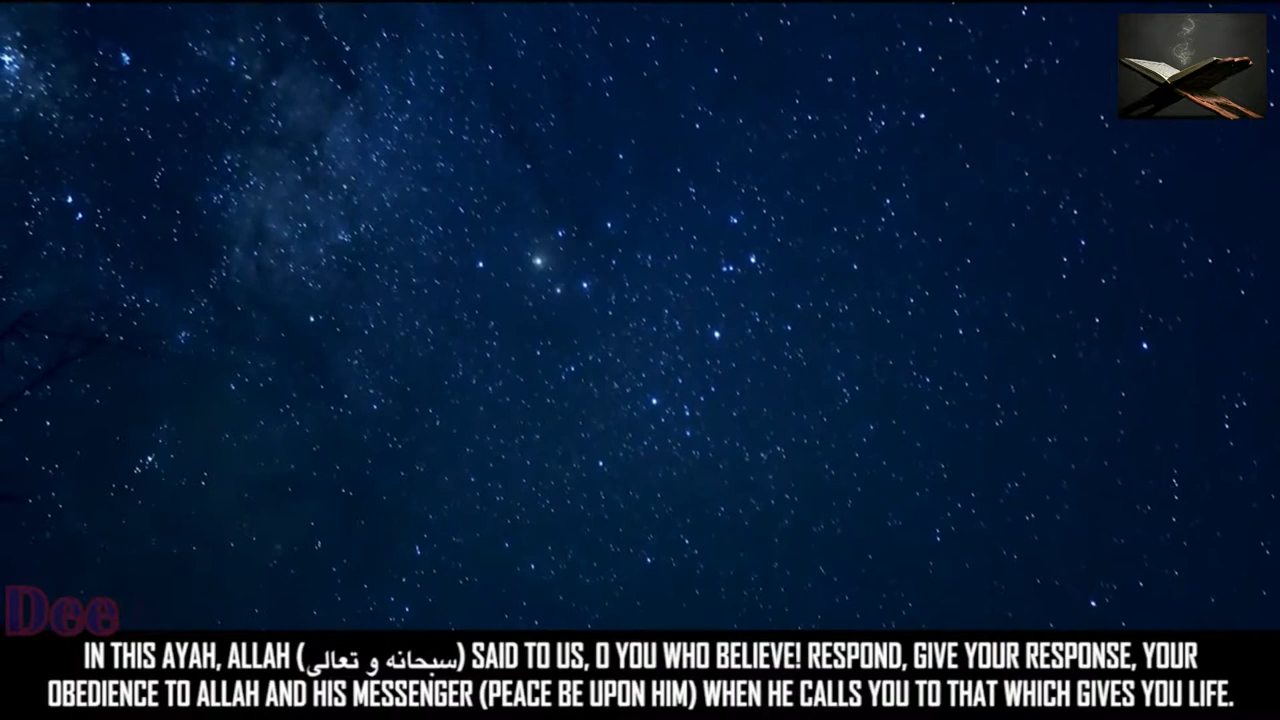 Dee
IN THIS AYAH, ALLAH (سبحانه و تعالى) SAID TO US, O YOU WHO BELIEVE! RESPOND, GIVE YOUR RESPONSE, YOUR
OBEDIENCE TO ALLAH AND HIS MESSENGER (PEACE BE UPON HIM) WHEN HE CALLS YOU TO THAT WHICH GIVES YOU LIFE.